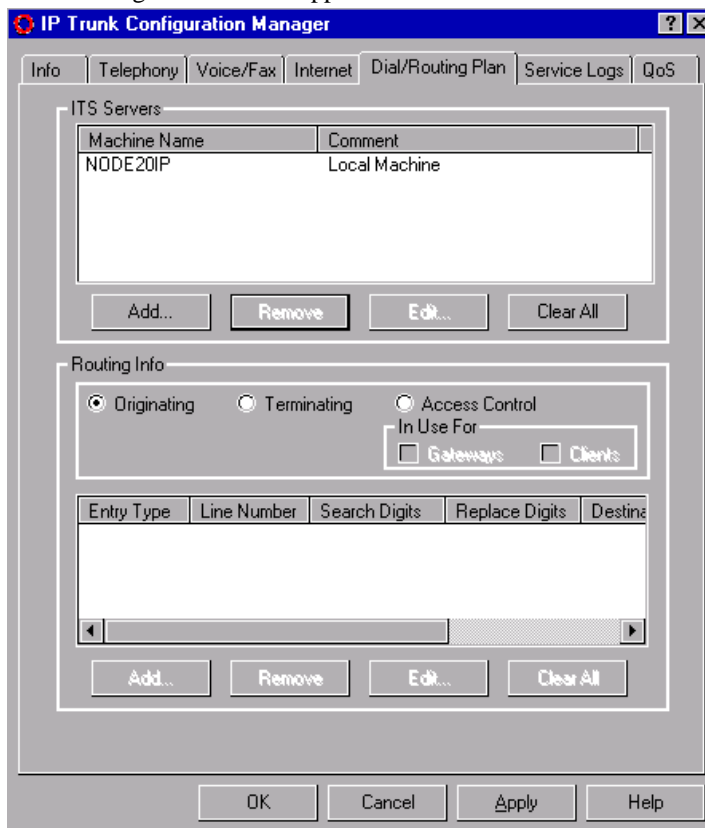 IP Trunk Configuration Manager
Info Telephony Voice/Fax Internet Dial/Routing Plan Service Logs QoS
ITS Servers
Machine Name Comment
NODE20IP Local Machine
Add... Remove Edit... Clear All
Routing Info
Originating Terminating Access Control
In Use For
Gateways Clients
Entry Type Line Number Search Digits Replace Digits Destina
Add... Remove Edit... Clear All
OK Cancel Apply Help